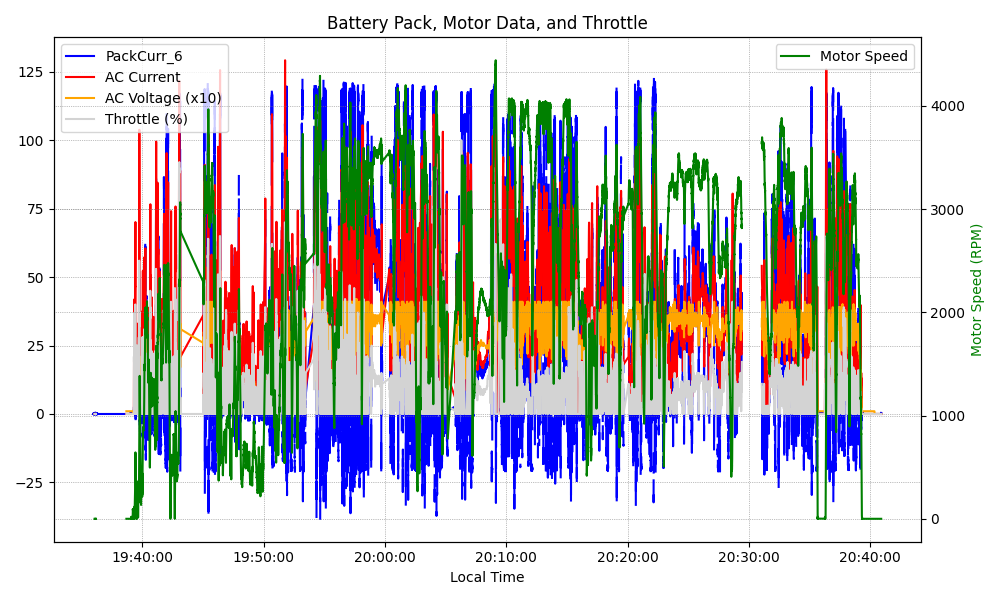 Battery Pack, Motor Data, and Throttle
PackCurr_6
AC Current
AC Voltage (x10)
Throttle (%)
Motor Speed
125
100
75
50
25
0
−25
4000
3000
2000
1000
0
Motor Speed (RPM)
19:40:00 19:50:00 20:00:00 20:10:00 20:20:00 20:30:00 20:40:00
Local Time